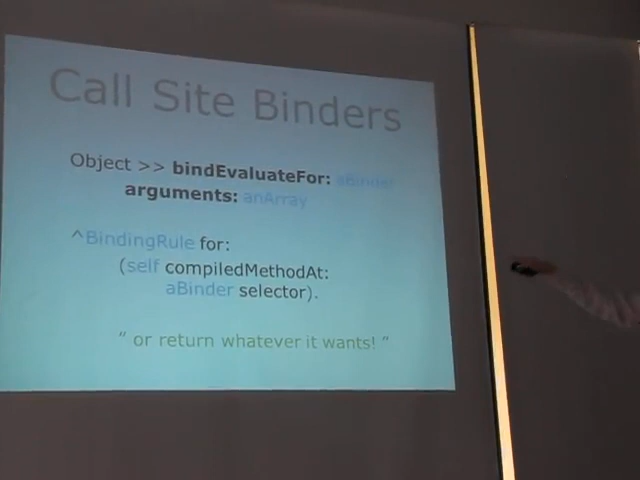 Call Site Binders
Object >> bindEvaluateFor: aBinder
arguments: anArray
^BindingRule for:
(self compiledMethodAt:
aBinder selector).
" or return whatever it wants! "